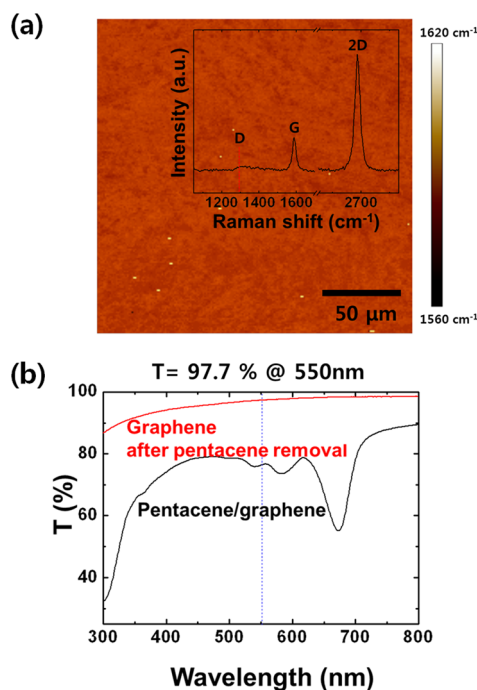 (a)
1620 cm⁻¹
2D
Intensity (a.u.)
D
G
1200 1400 1600 2700
Raman shift (cm⁻¹)
50 μm
1560 cm⁻¹
(b)
T= 97.7 % @ 550nm
100
Graphene
after pentacene removal
80
60
Pentacene/graphene
40
T (%)
300 400 500 600 700 800
Wavelength (nm)